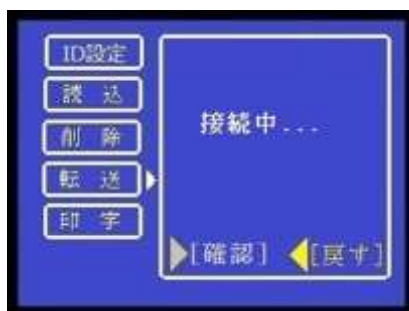 ID設定
読 込
削 除
転 送
印 字
接続中...
[確認]
[戻す]